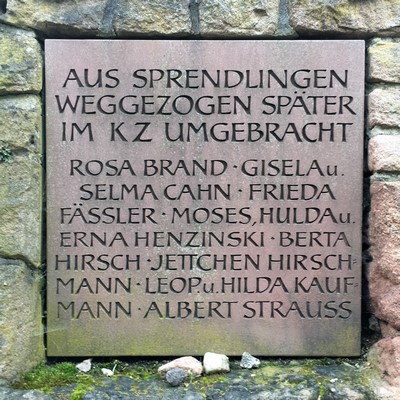 AUS SPRENDLINGEN
WEGGEZOGEN SPÄTER
IM KZ UMGEBRACHT
ROSA BRAND · GISELA u.
SELMA CAHN · FRIEDA
FÄSSLER · MOSES, HULDA u.
ERNA HENZINSKI · BERTA
HIRSCH · JETTCHEN HIRSCH=
MANN · LEOP. u. HILDA KAUF=
MANN · ALBERT STRAUSS